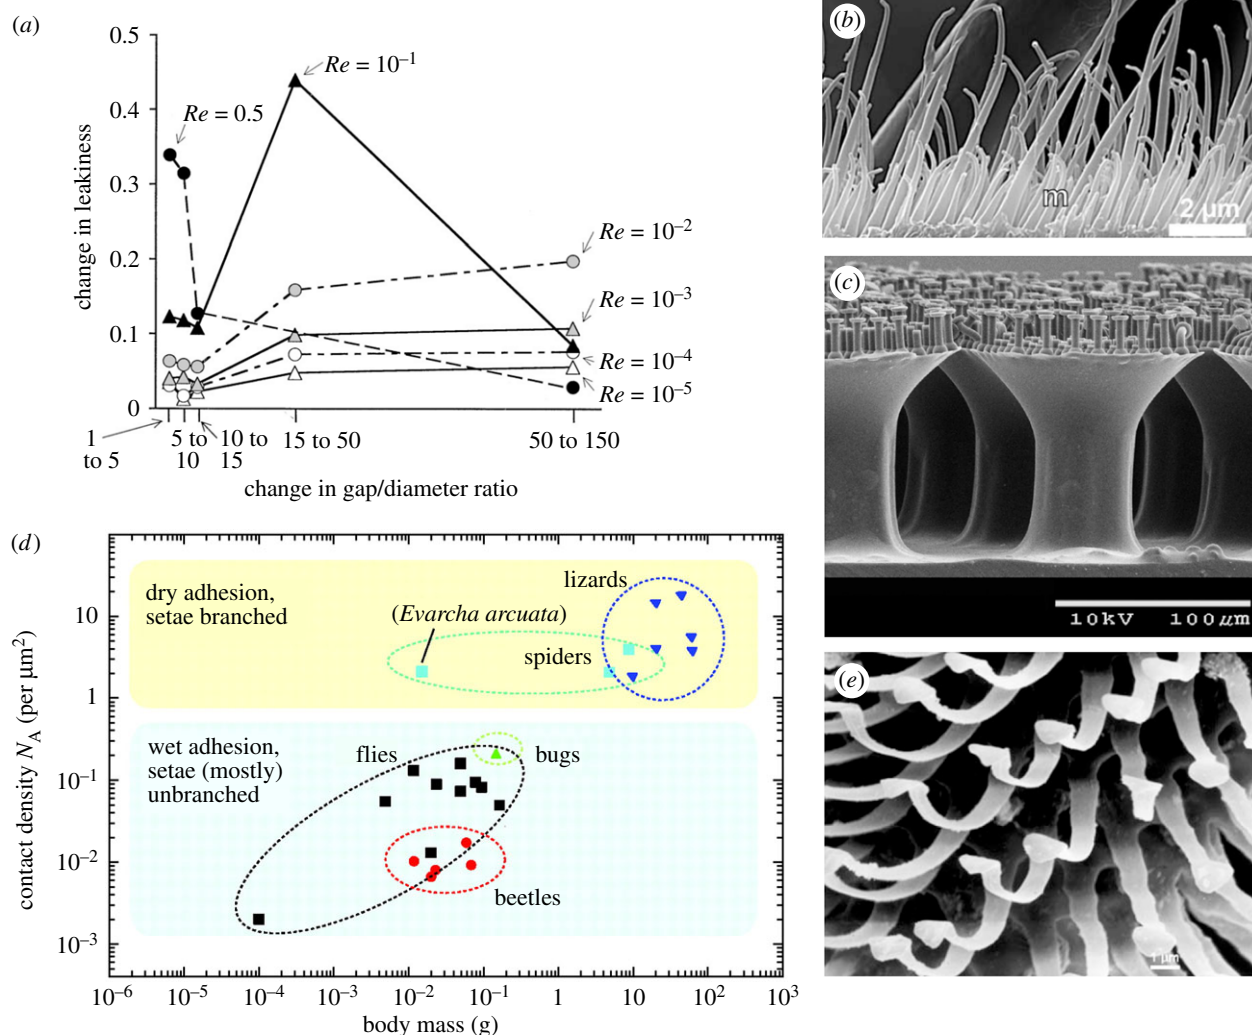 (a)
0.5
0.4
0.3
0.2
0.1
0
change in leakiness
Re = 0.5
Re = 10⁻¹
Re = 10⁻²
Re = 10⁻³
Re = 10⁻⁴
Re = 10⁻⁵
1
to 5
5 to
10
10 to
15
15 to 50
50 to 150
change in gap/diameter ratio
(b)
m
2 µm
(c)
10kV 100µm
(d)
contact density N_A (per µm²)
10
1
10⁻¹
10⁻²
10⁻³
dry adhesion,
setae branched
(Evarcha arcuata)
lizards
spiders
wet adhesion,
setae (mostly)
unbranched
flies
bugs
beetles
10⁻⁶
10⁻⁵
10⁻⁴
10⁻³
10⁻²
10⁻¹
1
10
10²
10³
body mass (g)
(e)
1 µm